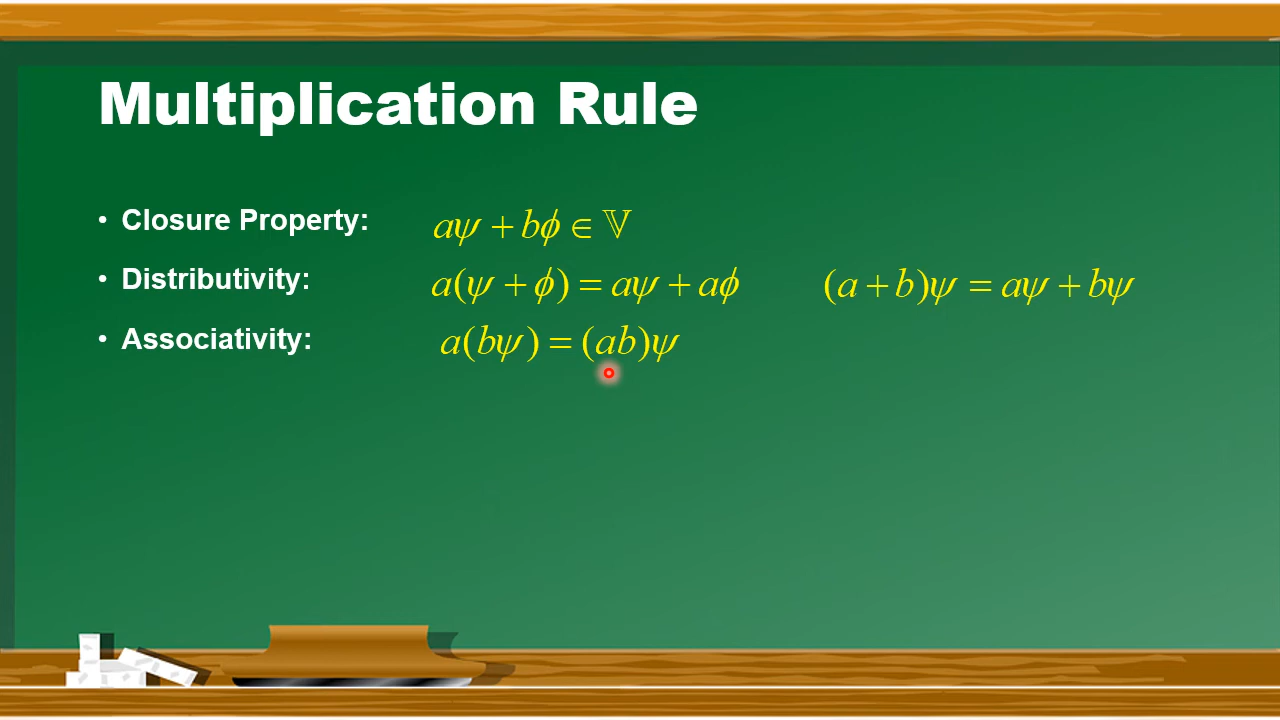 Multiplication Rule
• Closure Property: aψ + bϕ ∈ 𝕍
• Distributivity: a(ψ + ϕ) = aψ + aϕ (a + b)ψ = aψ + bψ
• Associativity: a(bψ) = (ab)ψ